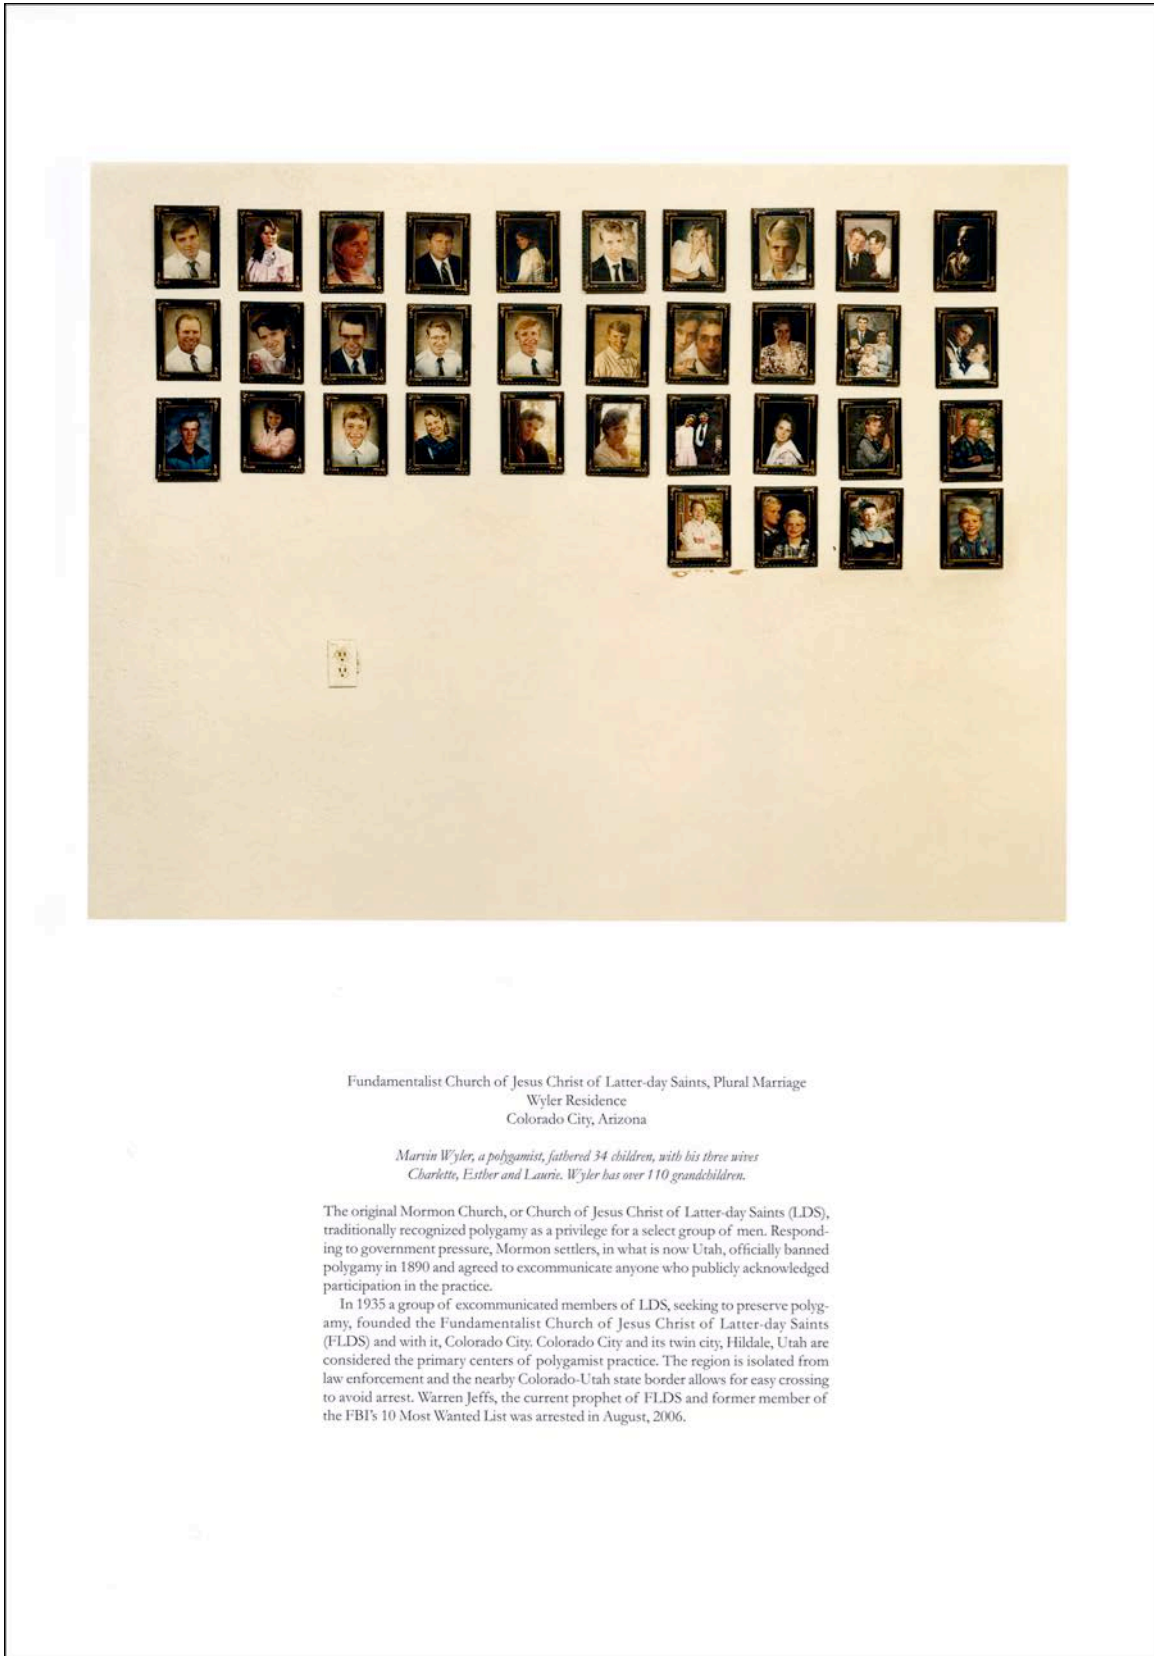 Fundamentalist Church of Jesus Christ of Latter-day Saints, Plural Marriage
Wyler Residence
Colorado City, Arizona
Marvin Wyler, a polygamist, fathered 34 children, with his three wives
Charlette, Esther and Laurie. Wyler has over 110 grandchildren.
The original Mormon Church, or Church of Jesus Christ of Latter-day Saints (LDS),
traditionally recognized polygamy as a privilege for a select group of men. Respond-
ing to government pressure, Mormon settlers, in what is now Utah, officially banned
polygamy in 1890 and agreed to excommunicate anyone who publicly acknowledged
participation in the practice.
In 1935 a group of excommunicated members of LDS, seeking to preserve polyg-
amy, founded the Fundamentalist Church of Jesus Christ of Latter-day Saints
(FLDS) and with it, Colorado City. Colorado City and its twin city, Hildale, Utah are
considered the primary centers of polygamist practice. The region is isolated from
law enforcement and the nearby Colorado-Utah state border allows for easy crossing
to avoid arrest. Warren Jeffs, the current prophet of FLDS and former member of
the FBI's 10 Most Wanted List was arrested in August, 2006.